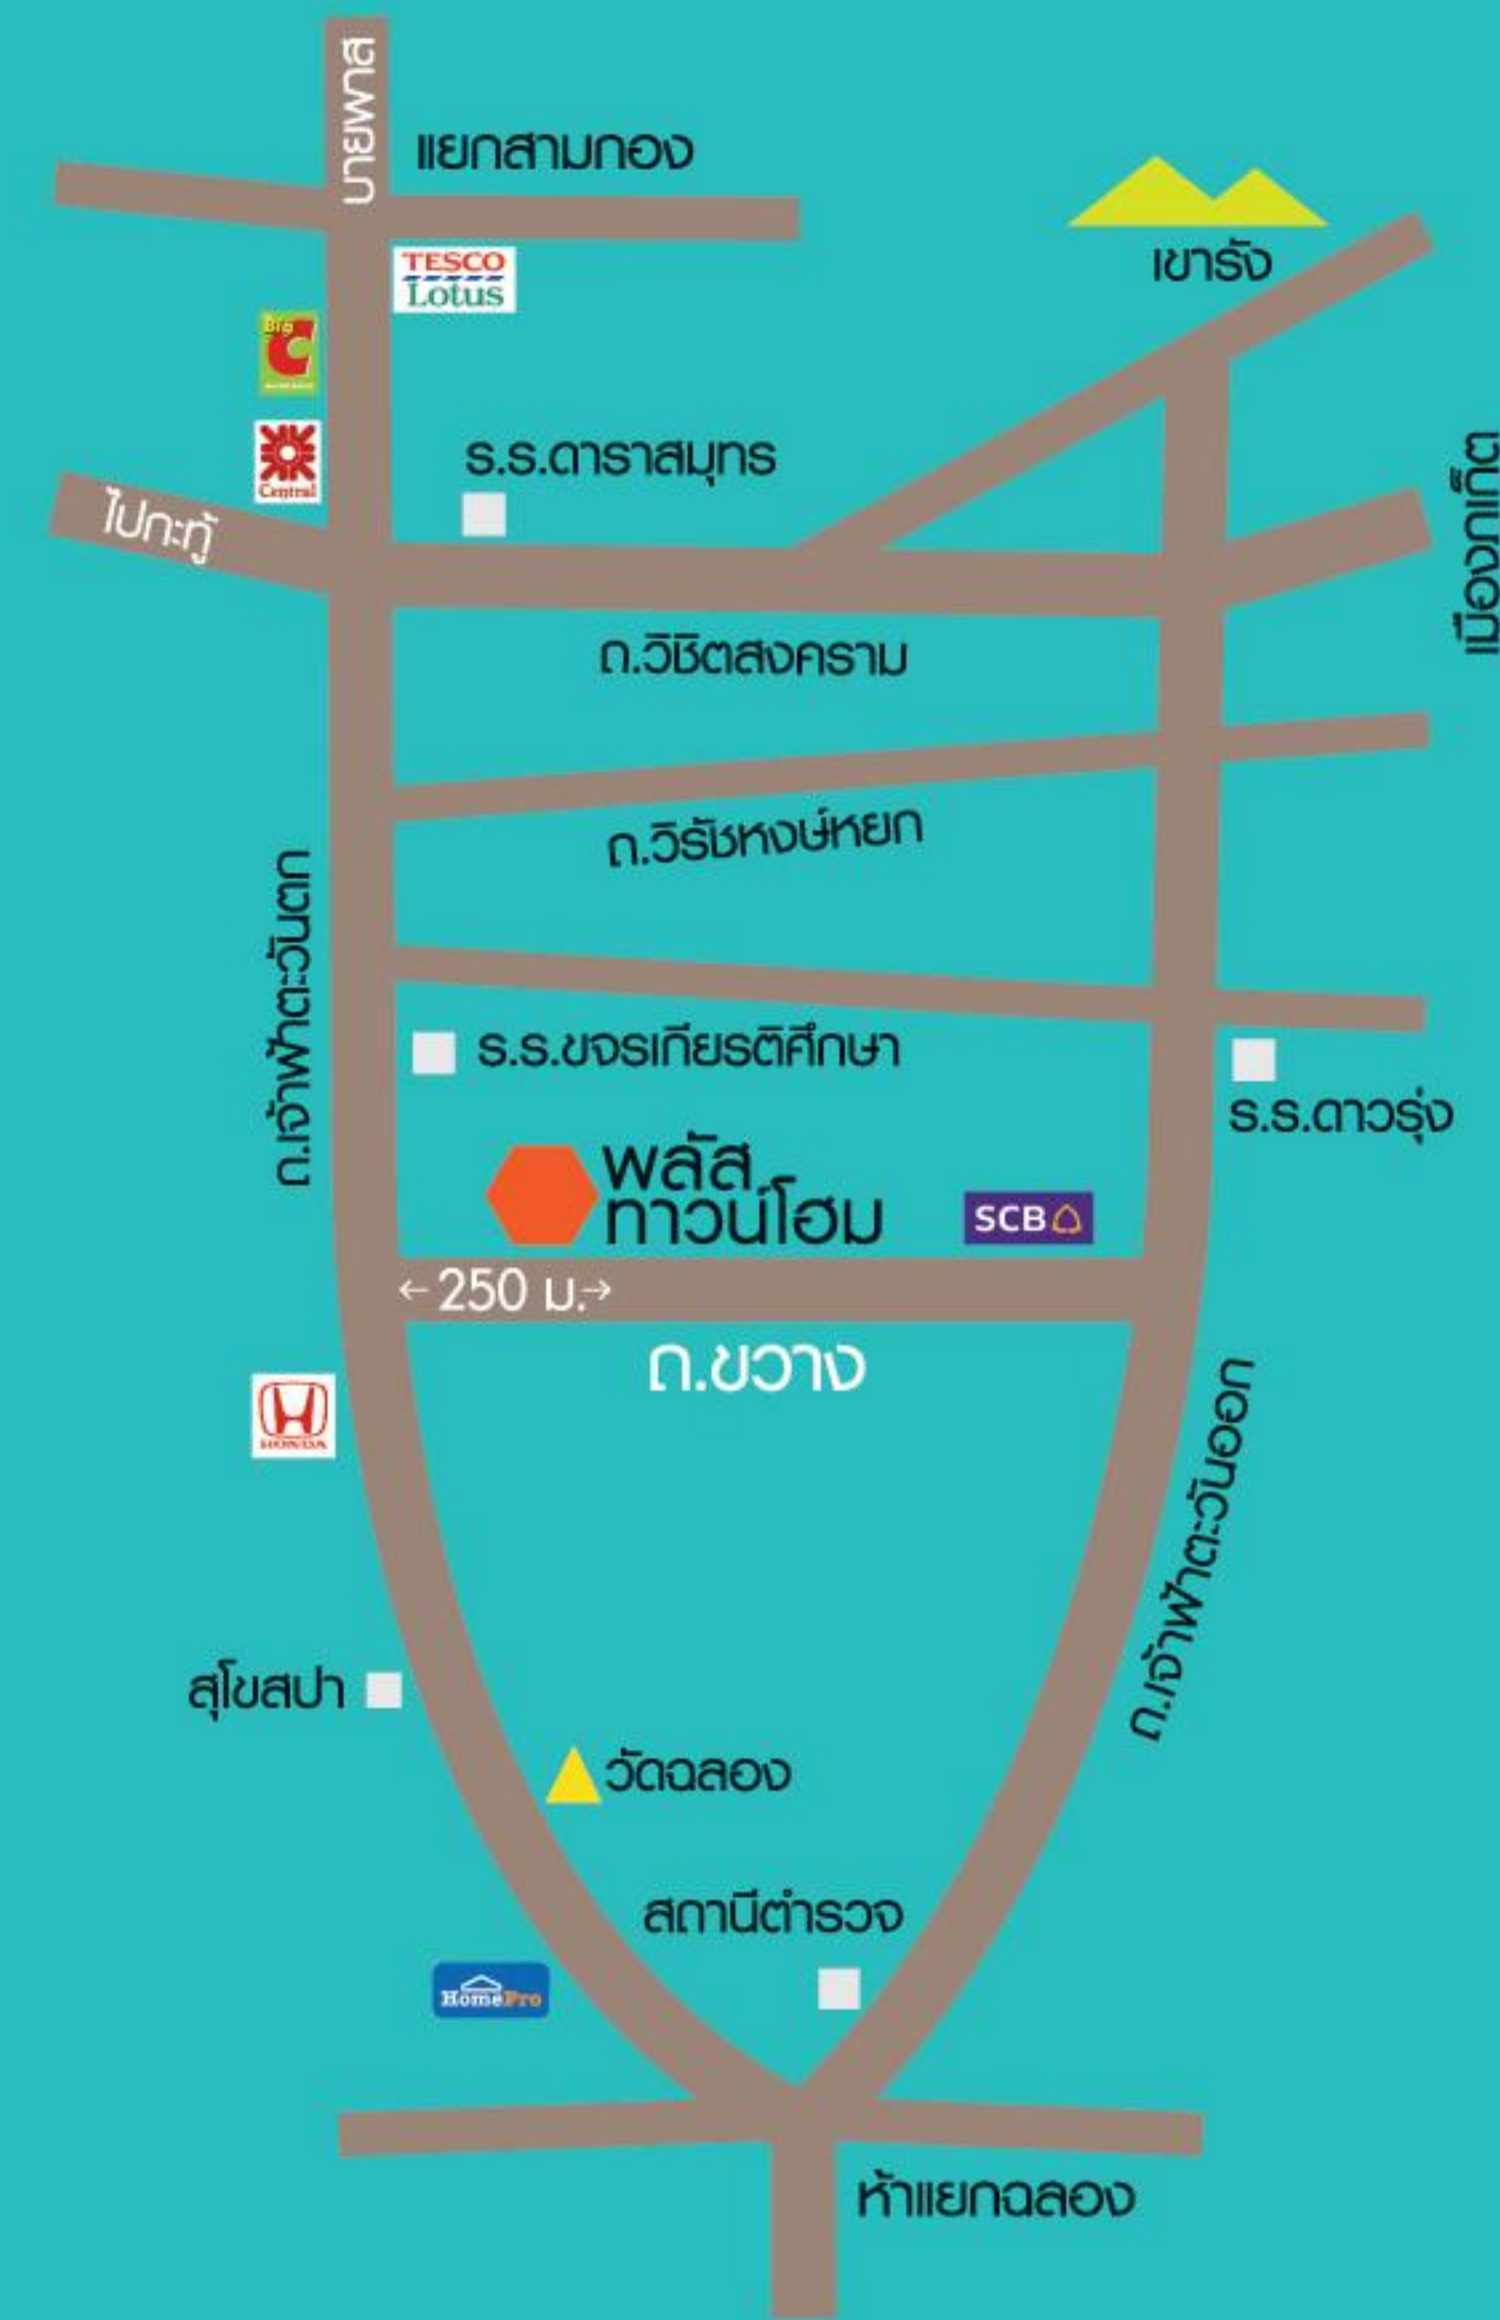 บายพาส
แยกสามกอง
TESCO
Lotus
เขารัง
Big
C
Central
ร.ร.ดาราสมุทร
ไปกะทู้
เมืองภูเก็ต
ถ.วิชิตสงคราม
ถ.วิรัชหงษ์หยก
ถ.เจ้าฟ้าตะวันตก
ร.ร.ขจรเกียรติศึกษา
ร.ร.ดาวรุ่ง
พลัส
ทาวน์โฮม
SCB
←250 ม.→
ถ.ขวาง
HONDA
ถ.เจ้าฟ้าตะวันออก
สุโขสปา
วัดฉลอง
สถานีตำรวจ
HomePro
ห้าแยกฉลอง